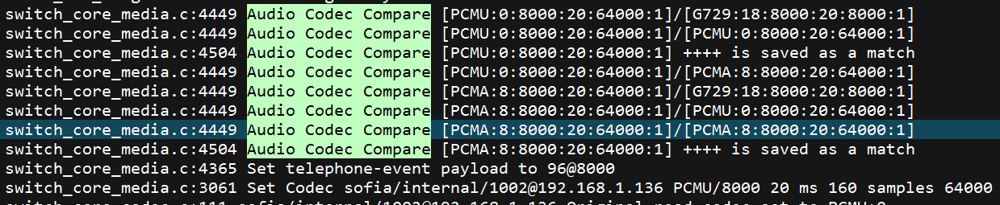 switch_core_media.c:4449 Audio Codec Compare [PCMU:0:8000:20:64000:1]/[G729:18:8000:20:8000:1]
switch_core_media.c:4449 Audio Codec Compare [PCMU:0:8000:20:64000:1]/[PCMU:0:8000:20:64000:1]
switch_core_media.c:4504 Audio Codec Compare [PCMU:0:8000:20:64000:1] ++++ is saved as a match
switch_core_media.c:4449 Audio Codec Compare [PCMU:0:8000:20:64000:1]/[PCMA:8:8000:20:64000:1]
switch_core_media.c:4449 Audio Codec Compare [PCMA:8:8000:20:64000:1]/[G729:18:8000:20:8000:1]
switch_core_media.c:4449 Audio Codec Compare [PCMA:8:8000:20:64000:1]/[PCMU:0:8000:20:64000:1]
switch_core_media.c:4449 Audio Codec Compare [PCMA:8:8000:20:64000:1]/[PCMA:8:8000:20:64000:1]
switch_core_media.c:4504 Audio Codec Compare [PCMA:8:8000:20:64000:1] ++++ is saved as a match
switch_core_media.c:4365 Set telephone-event payload to 96@8000
switch_core_media.c:3061 Set Codec sofia/internal/1002@192.168.1.136 PCMU/8000 20 ms 160 samples 64000